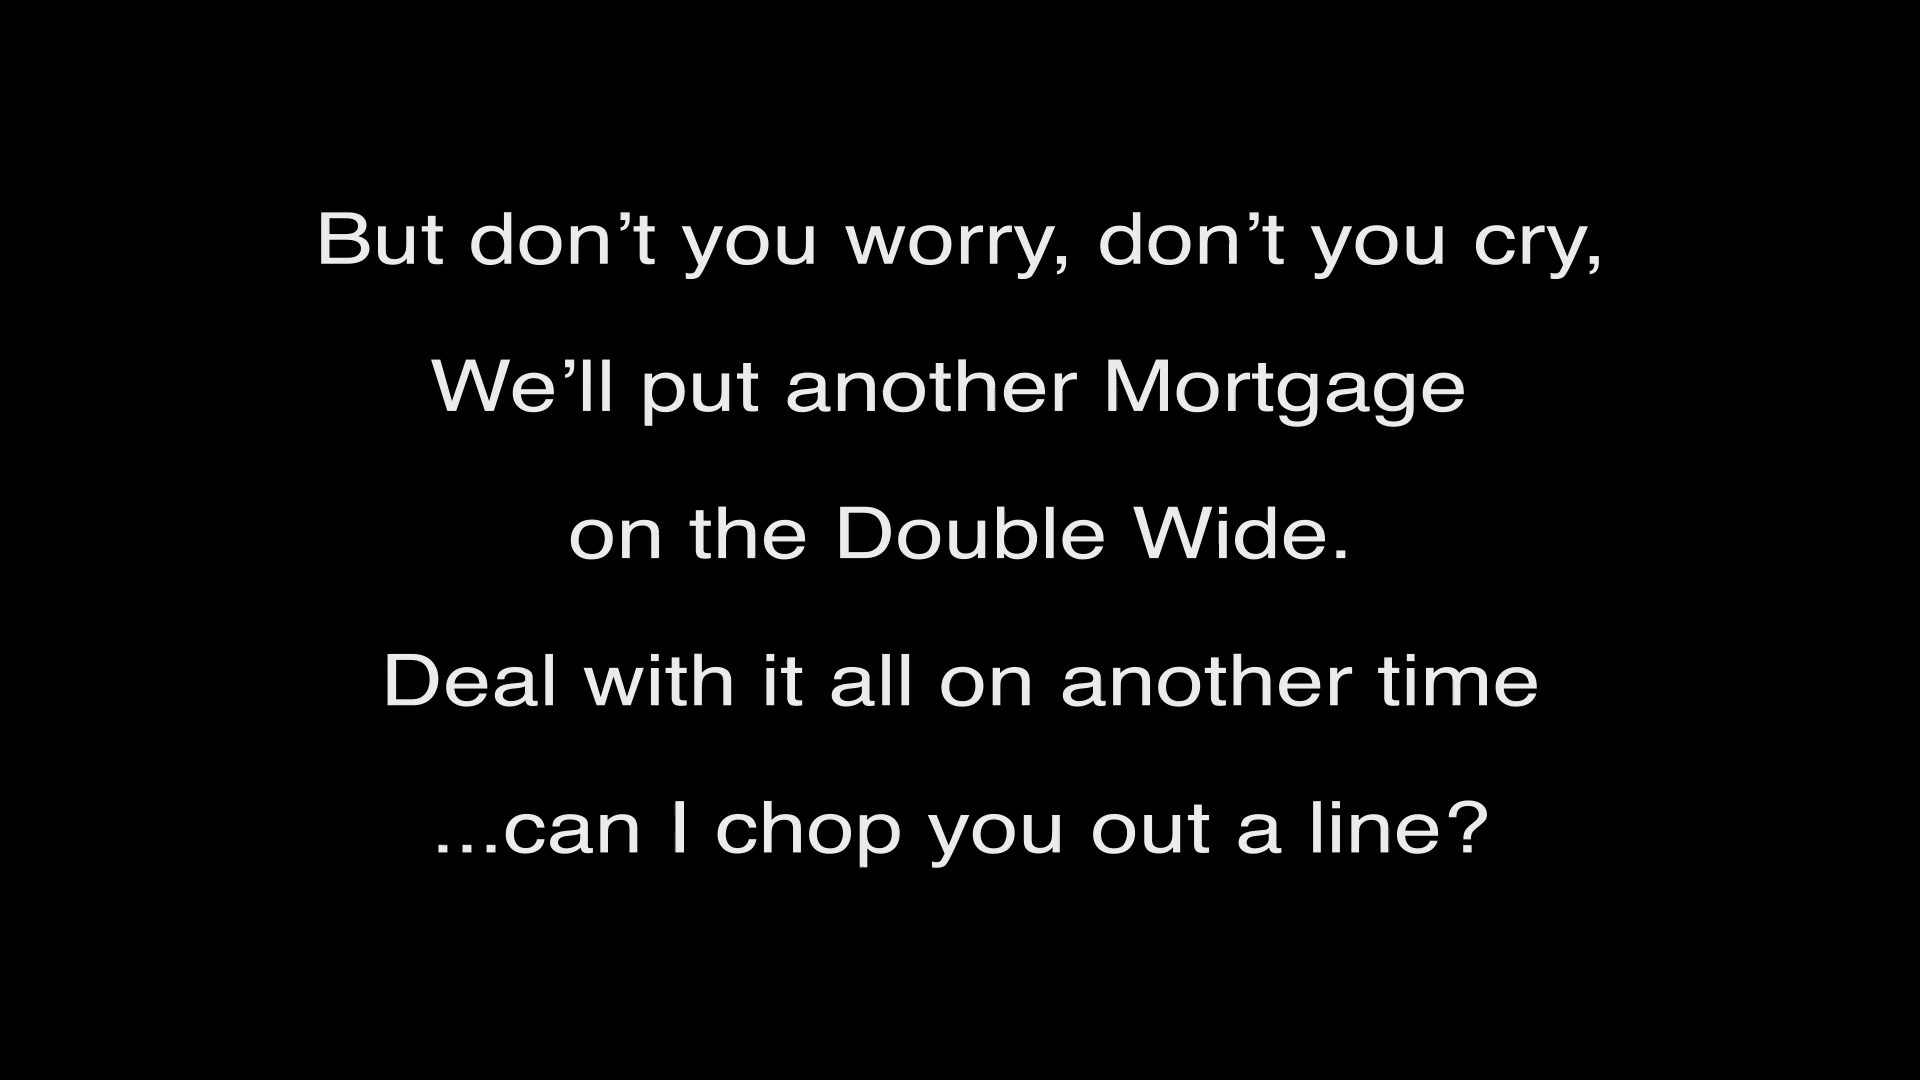 But don’t you worry, don’t you cry,
We’ll put another Mortgage
on the Double Wide.
Deal with it all on another time
...can I chop you out a line?